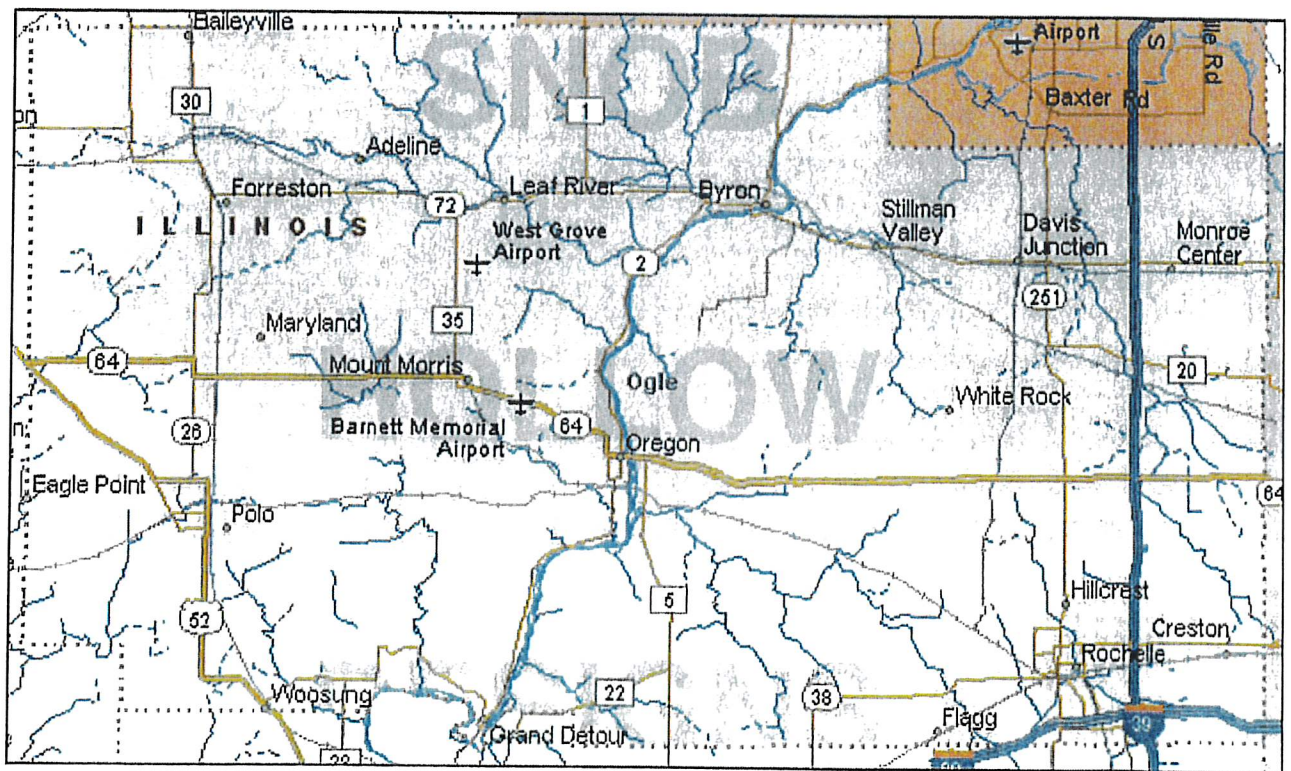 Baileyville
SNOB
Airport
S
lle Rd
30
1
Baxter Rd
on
Adeline
Forreston
72
Leaf River
Byron
ILLINOIS
West Grove
Airport
2
Stillman
Valley
Davis
Junction
Monroe
Center
251
Maryland
35
64
Mount Morris
HOLLOW
Ogle
20
White Rock
26
Barnett Memorial
Airport
64
Oregon
Eagle Point
64
Polo
52
5
Hillcrest
Creston
Rochelle
Woosung
22
38
Grand Detour
Flagg
39